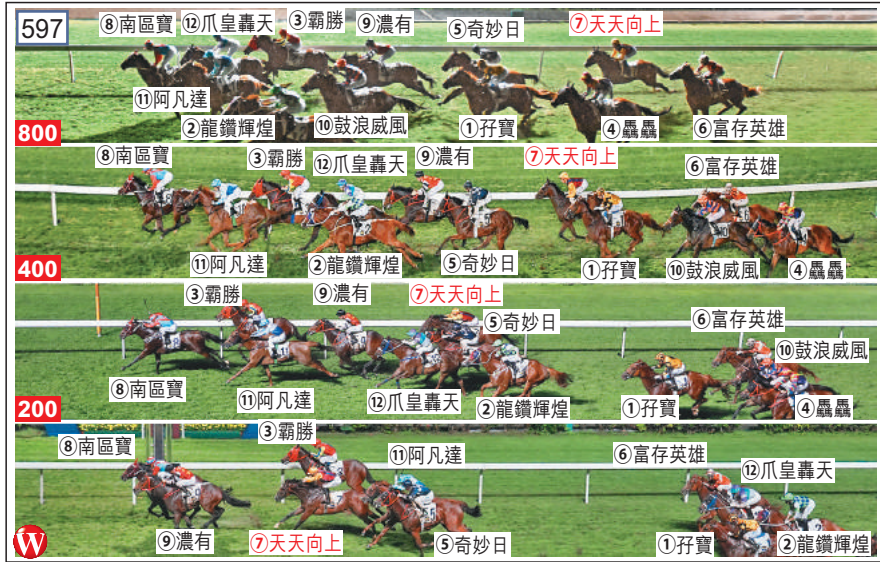 597
⑧南區寶 ⑫爪皇轟天 ③霸勝 ⑨濃有 ⑤奇妙日 ⑦天天向上
⑪阿凡達 ②龍鑽輝煌 ⑩鼓浪威風 ①孖寶 ④驫驫 ⑥富存英雄
800
⑧南區寶 ③霸勝 ⑫爪皇轟天 ⑨濃有 ⑦天天向上 ⑥富存英雄
⑪阿凡達 ②龍鑽輝煌 ⑤奇妙日 ①孖寶 ⑩鼓浪威風 ④驫驫
400
③霸勝 ⑨濃有 ⑦天天向上 ⑤奇妙日 ⑥富存英雄 ⑩鼓浪威風
⑧南區寶 ⑪阿凡達 ⑫爪皇轟天 ②龍鑽輝煌 ①孖寶 ④驫驫
200
⑧南區寶 ③霸勝 ⑪阿凡達 ⑥富存英雄 ⑫爪皇轟天
⑨濃有 ⑦天天向上 ⑤奇妙日 ①孖寶 ②龍鑽輝煌
W